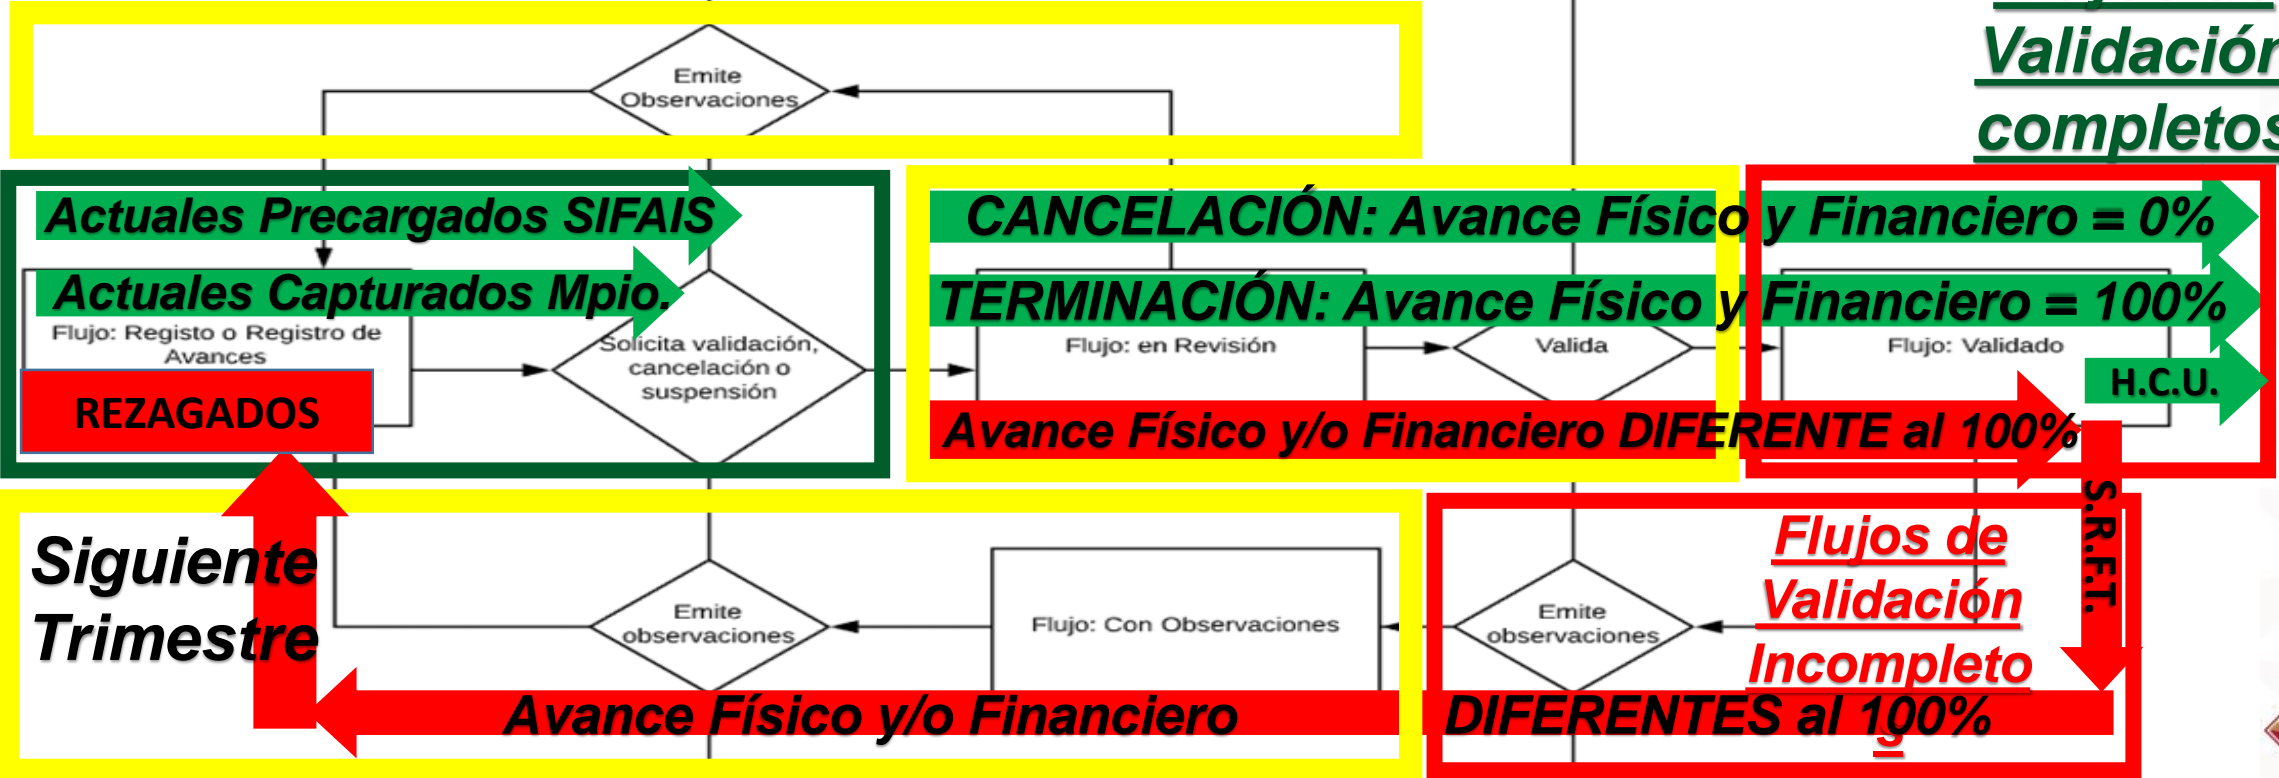 Validación
completos
Emite
Observaciones
Actuales Precargados SIFAIS
Actuales Capturados Mpio.
Flujo: Registo o Registro de
Avances
REZAGADOS
Solicita validación,
cancelación o
suspensión
CANCELACIÓN: Avance Físico y Financiero = 0%
TERMINACIÓN: Avance Físico y Financiero = 100%
Flujo: en Revisión
Valida
Flujo: Validado
H.C.U.
Avance Físico y/o Financiero DIFERENTE al 100%
S.R.F.T.
Siguiente
Trimestre
Emite
observaciones
Flujo: Con Observaciones
Emite
observaciones
Flujos de
Validación
Incompleto
s
Avance Físico y/o Financiero DIFERENTES al 100%